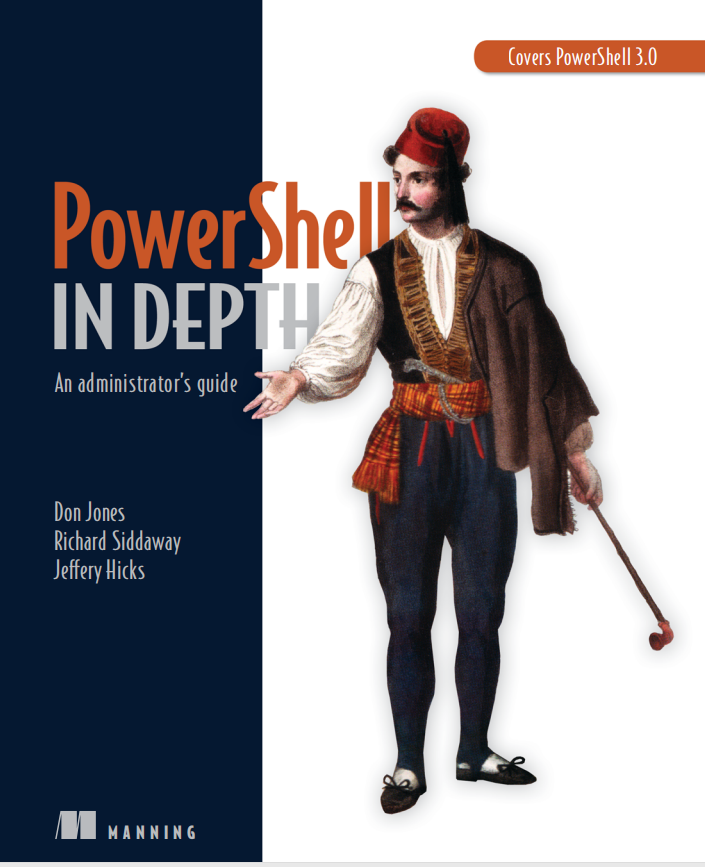 Covers PowerShell 3.0
PowerShell
IN DEPTH
An administrator's guide
Don Jones
Richard Siddaway
Jeffery Hicks
MANNING